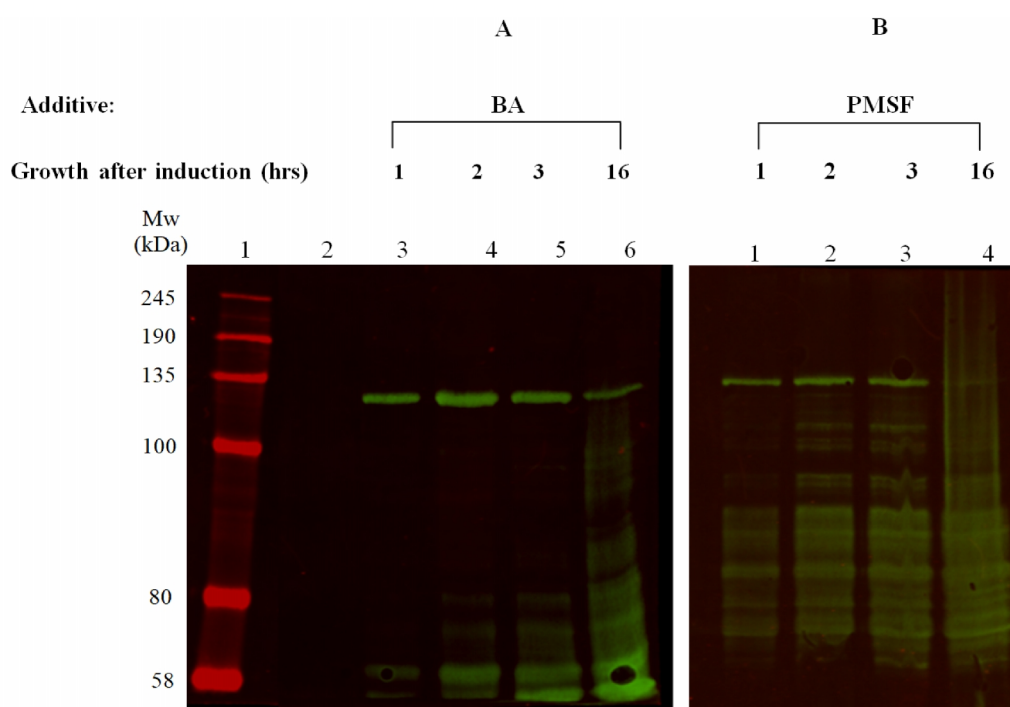 A B
Additive: BA PMSF
Growth after induction (hrs) 1 2 3 16 1 2 3 16
Mw
(kDa) 1 2 3 4 5 6 1 2 3 4
245
190
135
100
80
58